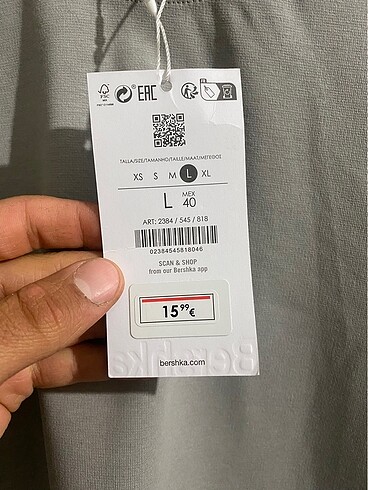 FSC
EAC
TALLA/SIZE/TAMANHO/TAILLE/MAAT/ΜΕΓΕΘΟΣ
XS S M L XL
L MEX 40
ART: 2384 / 545 / 818
02384545818046
SCAN & SHOP
from our Bershka app
15,99 €
bershka.com
Bershka